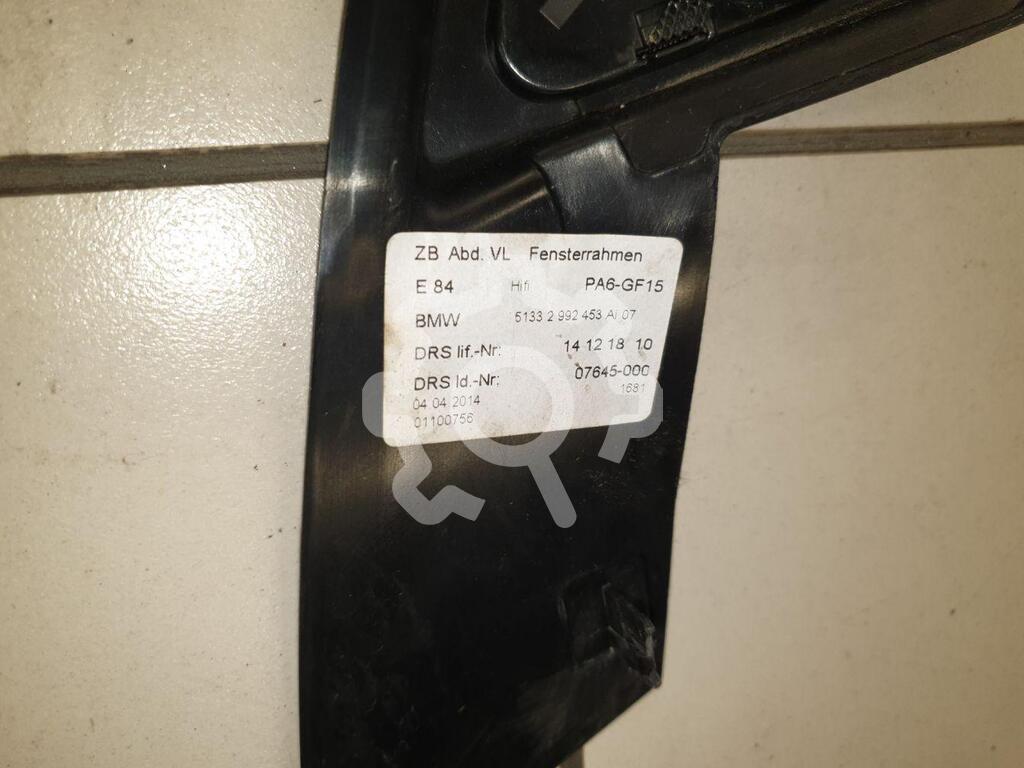 ZB Abd. VL Fensterrahmen
E 84 Hifi PA6-GF15
BMW 5133 2 992 453 AI 07
DRS lif.-Nr: 14 12 18 10
DRS Id.-Nr: 07645-000
04 04 2014 1681
01100756